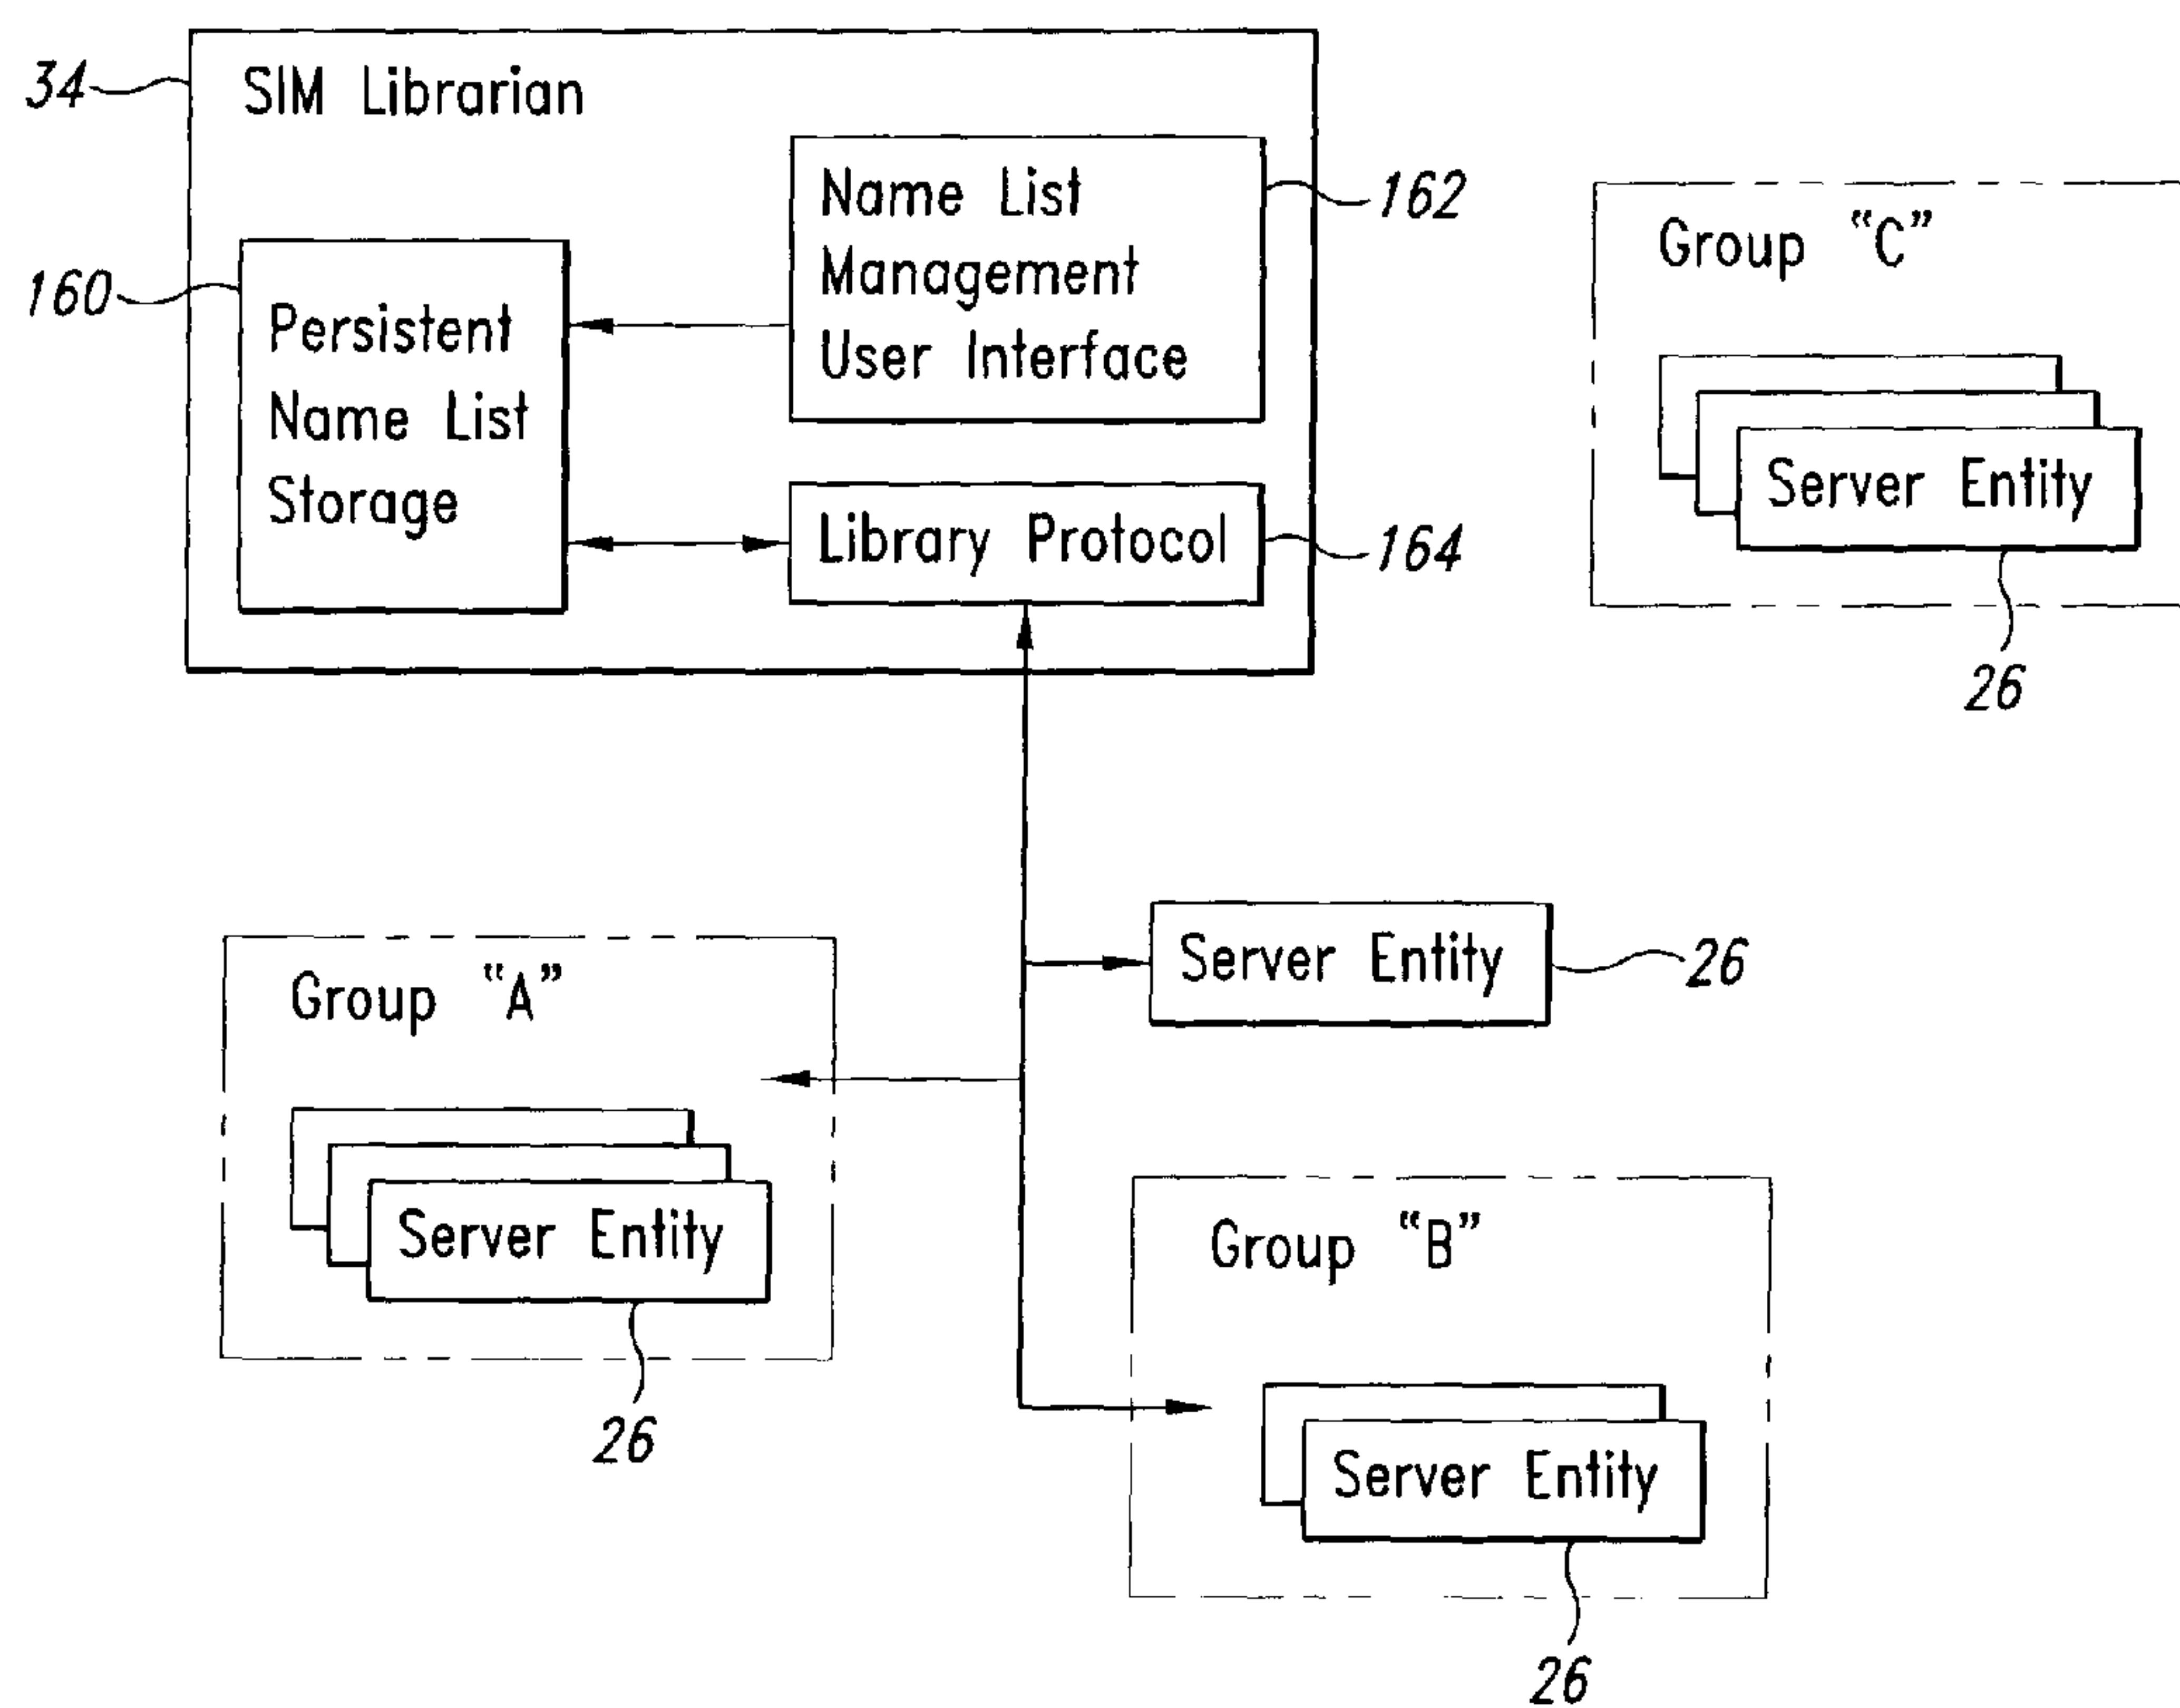 34
SIM Librarian
Name List
Management
User Interface
162
160
Persistent
Name List
Storage
Library Protocol
164
Group “C”
Server Entity
26
Server Entity
26
Group “A”
Server Entity
26
Group “B”
Server Entity
26